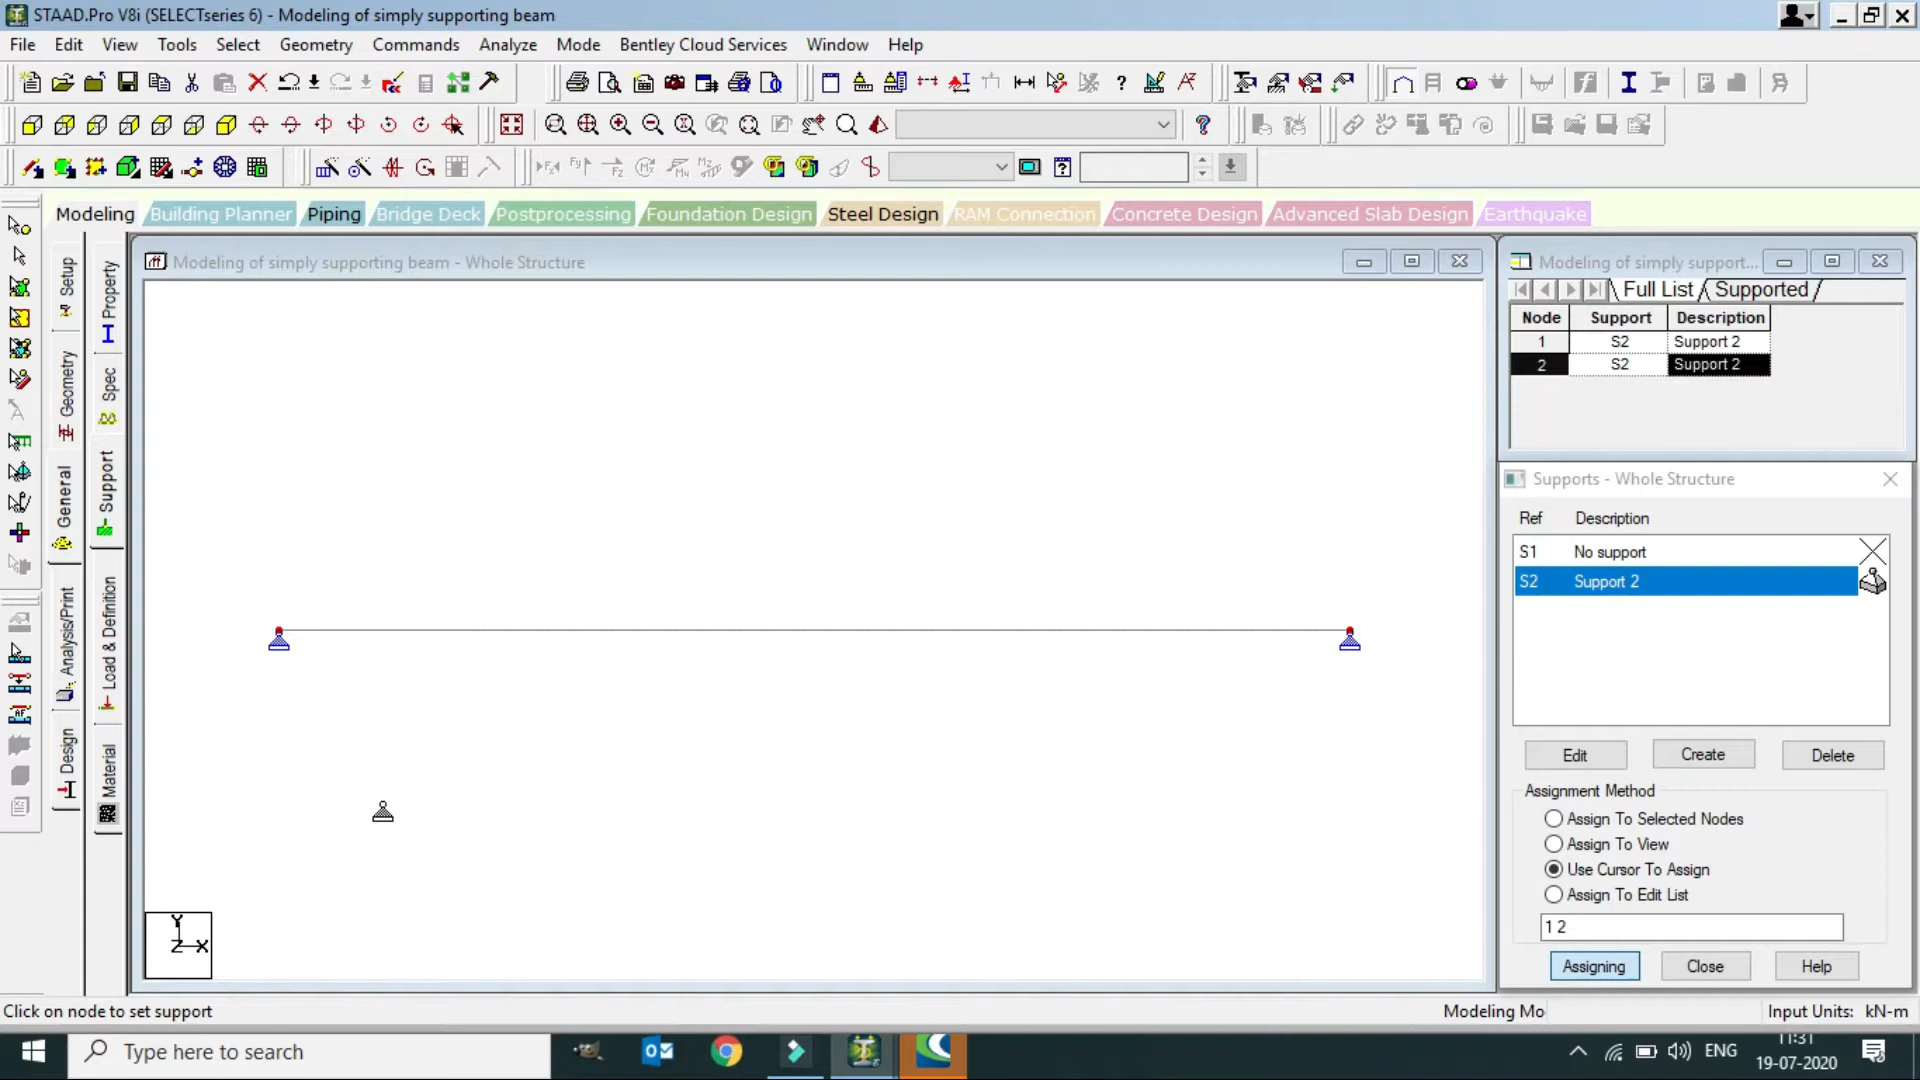 STAAD.Pro V8i (SELECTseries 6) - Modeling of simply supporting beam
File Edit View Tools Select Geometry Commands Analyze Mode Bentley Cloud Services Window Help
Modeling Building Planner Piping Bridge Deck Postprocessing Foundation Design Steel Design RAM Connection Concrete Design Advanced Slab Design Earthquake
Setup
Geometry
General
Analysis/Print
Design
Property
Spec
Support
Load & Definition
Material
Modeling of simply supporting beam - Whole Structure
Y
Z X
Modeling of simply support...
Full List Supported
Node Support Description
1 S2 Support 2
2 S2 Support 2
Supports - Whole Structure
Ref Description
S1 No support
S2 Support 2
Edit Create Delete
Assignment Method
Assign To Selected Nodes
Assign To View
Use Cursor To Assign
Assign To Edit List
1 2
Assigning Close Help
Click on node to set support Modeling Mo Input Units: kN-m
Type here to search
ENG
11:31
19-07-2020